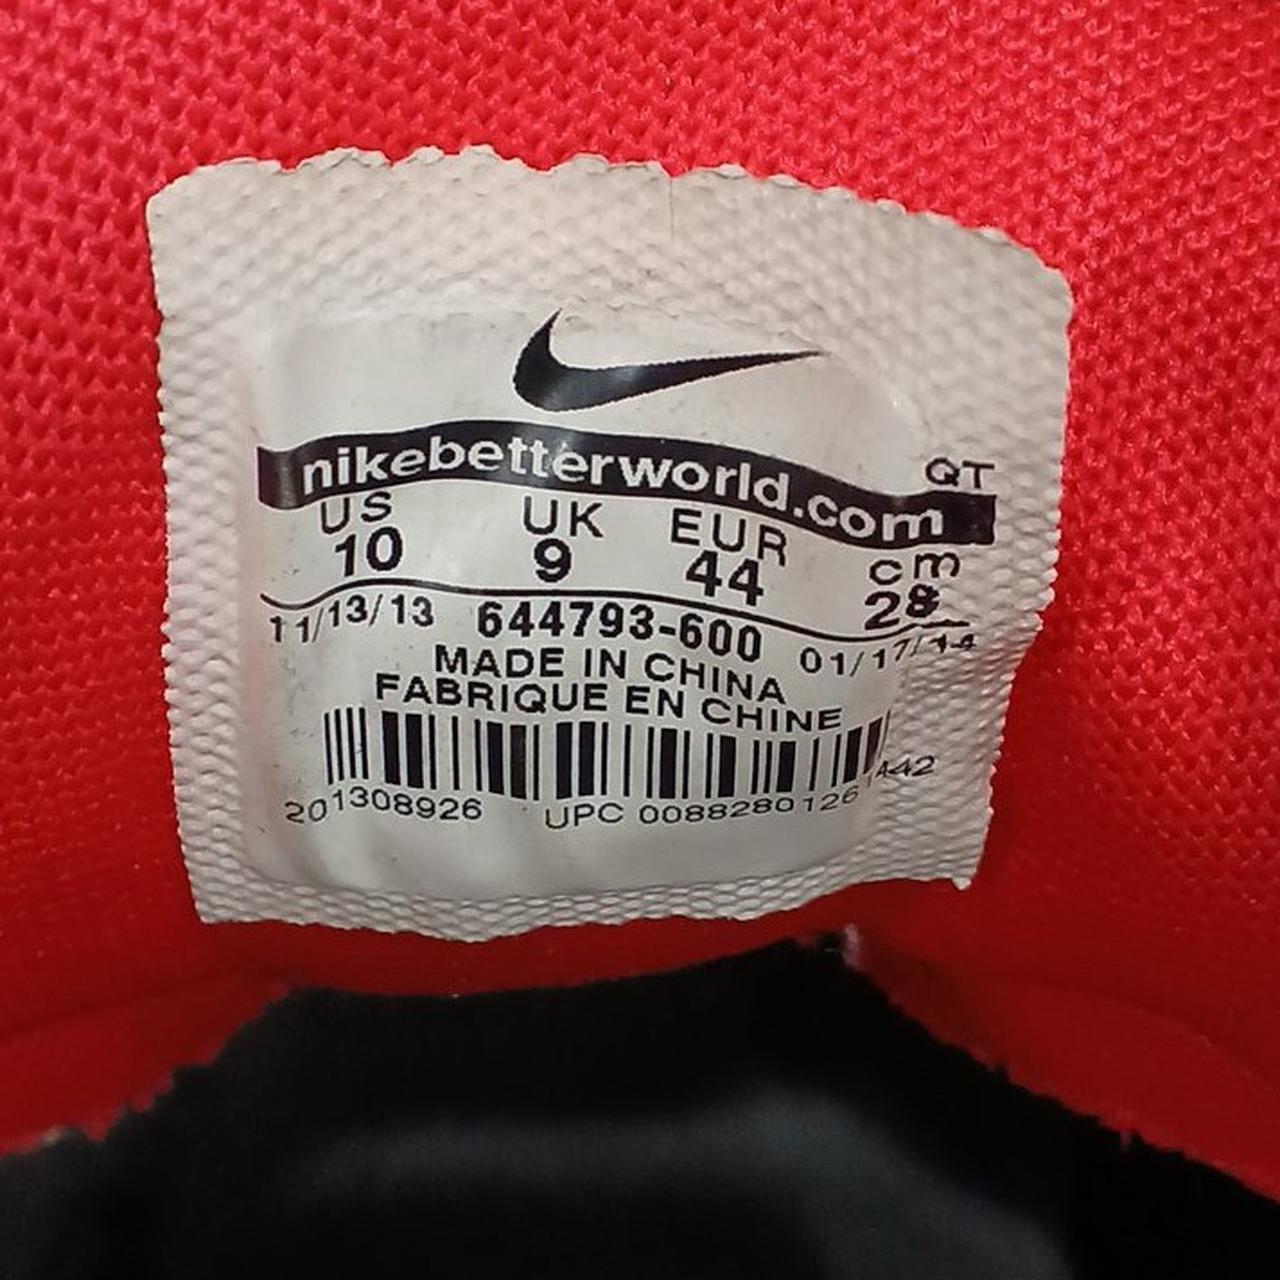 nikebetterworld.com
QT
US UK EUR cm
10 9 44 28
11/13/13 644793-600 01/17/14
MADE IN CHINA
FABRIQUE EN CHINE
201308926 UPC 00882801261442